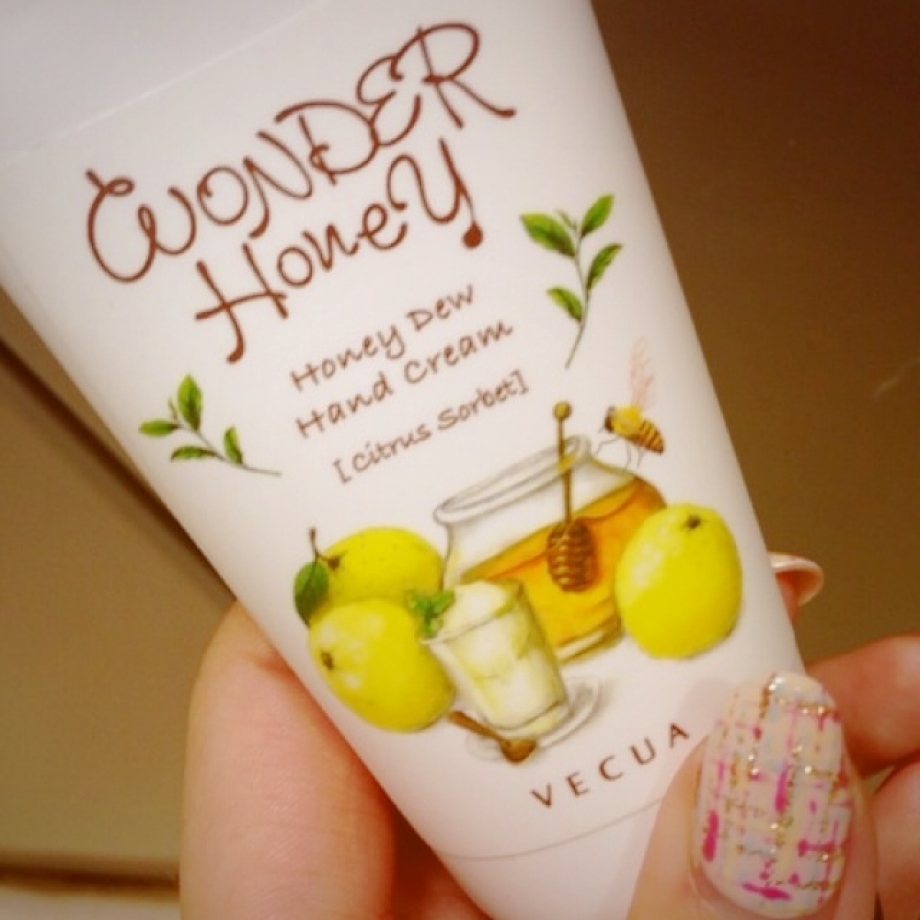 WONDER
Honey
Honey Dew
Hand Cream
[Citrus Sorbet]
VECUA